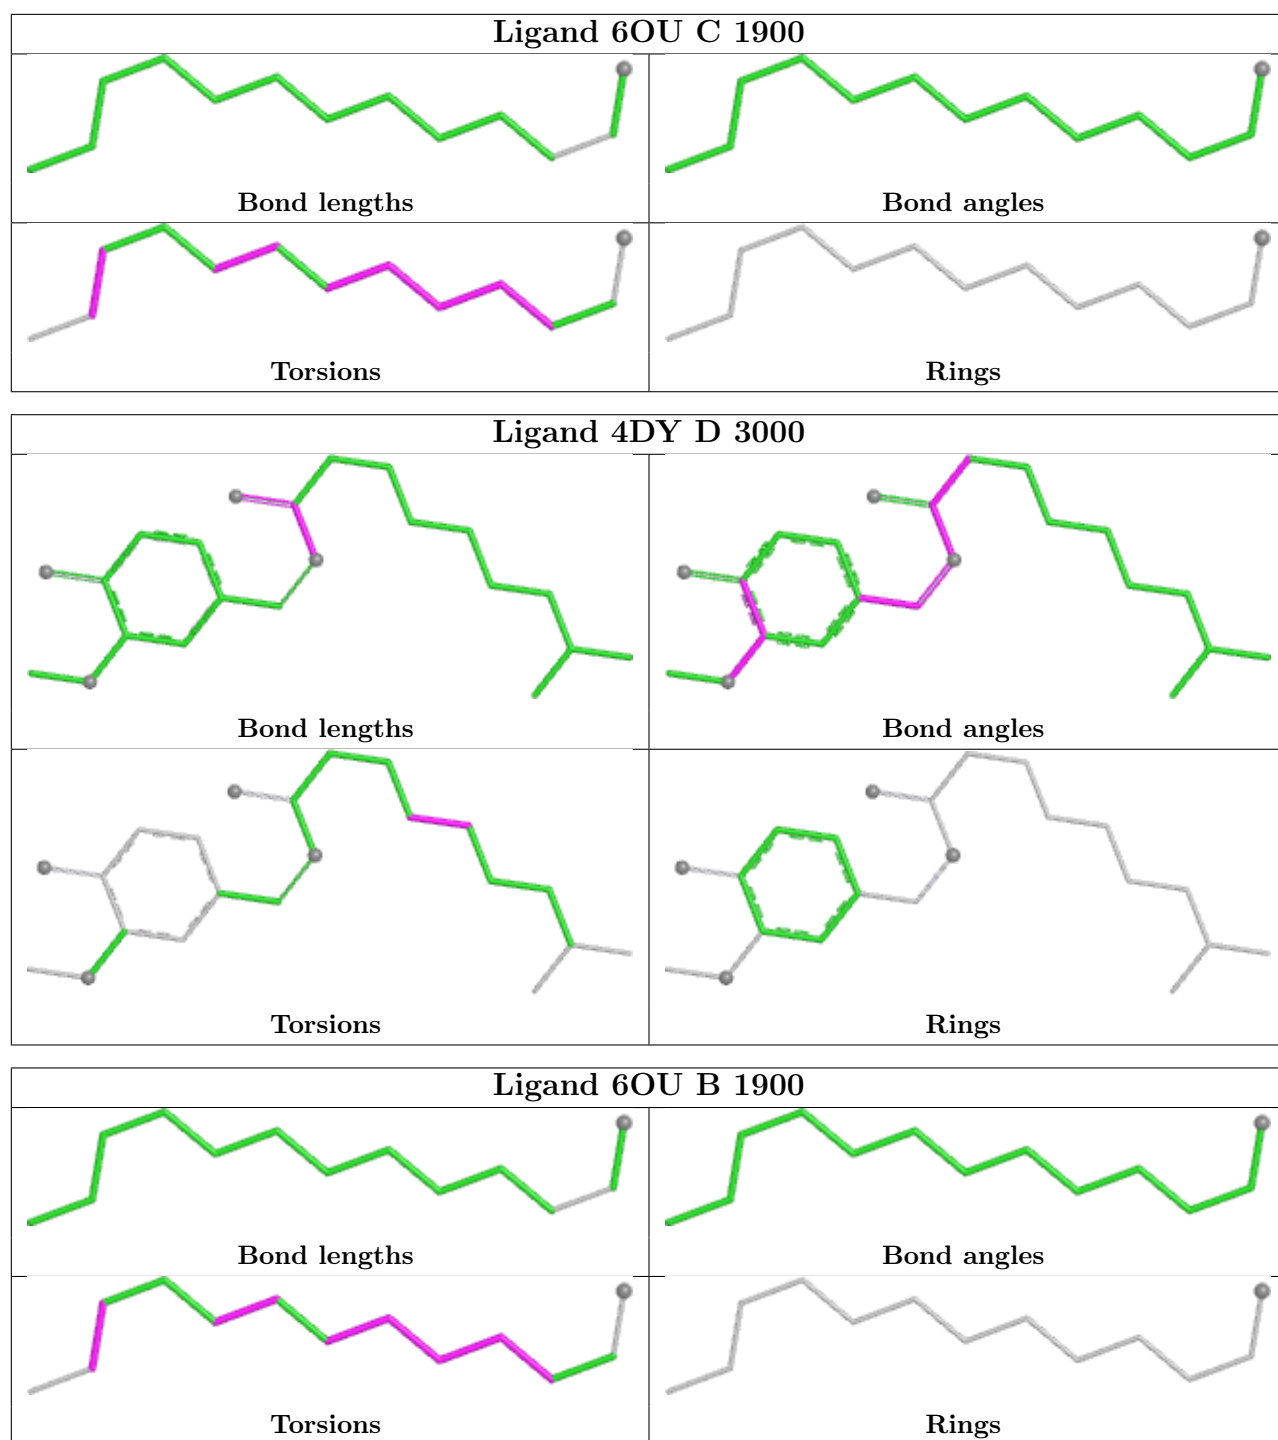 Ligand 6OU C 1900
Bond lengths
Bond angles
Torsions
Rings
Ligand 4DY D 3000
Bond lengths
Bond angles
Torsions
Rings
Ligand 6OU B 1900
Bond lengths
Bond angles
Torsions
Rings